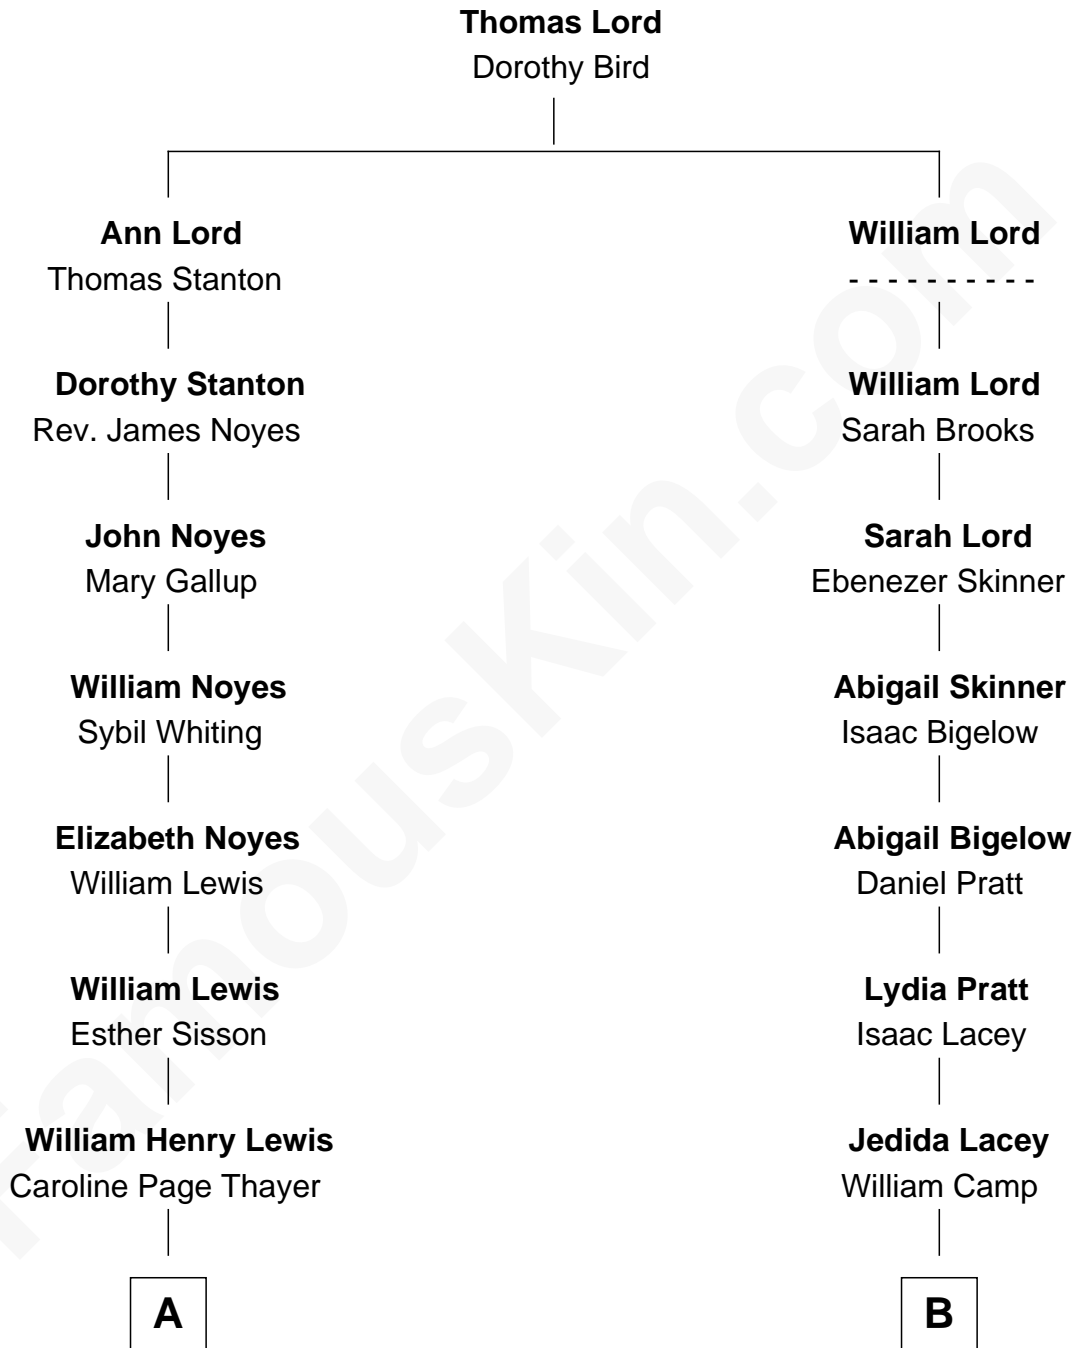 Thomas Lord
Dorothy Bird
Ann Lord
Thomas Stanton
William Lord
- - - - - - - - - -
Dorothy Stanton
Rev. James Noyes
William Lord
Sarah Brooks
John Noyes
Mary Gallup
Sarah Lord
Ebenezer Skinner
William Noyes
Sybil Whiting
Abigail Skinner
Isaac Bigelow
Elizabeth Noyes
William Lewis
Abigail Bigelow
Daniel Pratt
William Lewis
Esther Sisson
Lydia Pratt
Isaac Lacey
William Henry Lewis
Caroline Page Thayer
Jedida Lacey
William Camp
A
B
FamousKin.com